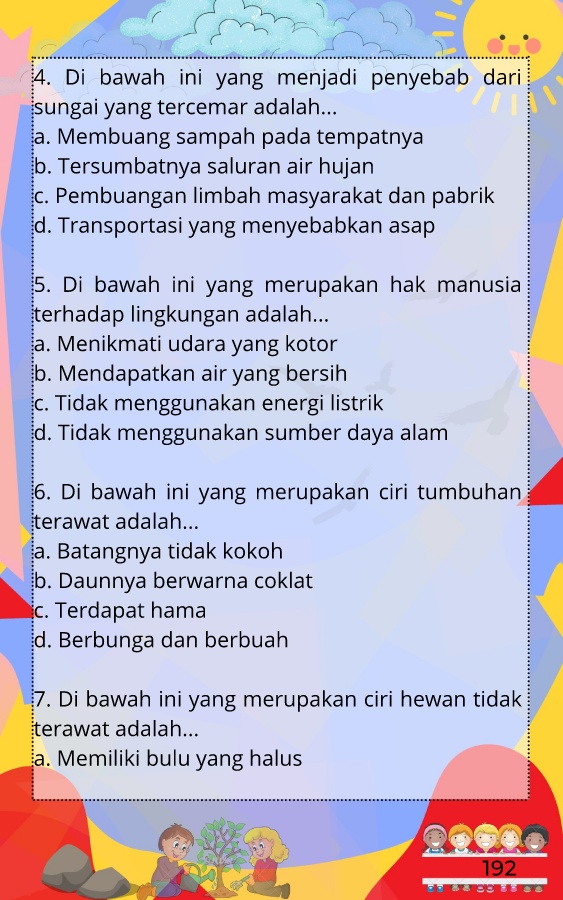 4. Di bawah ini yang menjadi penyebab dari
sungai yang tercemar adalah...
a. Membuang sampah pada tempatnya
b. Tersumbatnya saluran air hujan
c. Pembuangan limbah masyarakat dan pabrik
d. Transportasi yang menyebabkan asap
5. Di bawah ini yang merupakan hak manusia
terhadap lingkungan adalah...
a. Menikmati udara yang kotor
b. Mendapatkan air yang bersih
c. Tidak menggunakan energi listrik
d. Tidak menggunakan sumber daya alam
6. Di bawah ini yang merupakan ciri tumbuhan
terawat adalah...
a. Batangnya tidak kokoh
b. Daunnya berwarna coklat
c. Terdapat hama
d. Berbunga dan berbuah
7. Di bawah ini yang merupakan ciri hewan tidak
terawat adalah...
a. Memiliki bulu yang halus
192